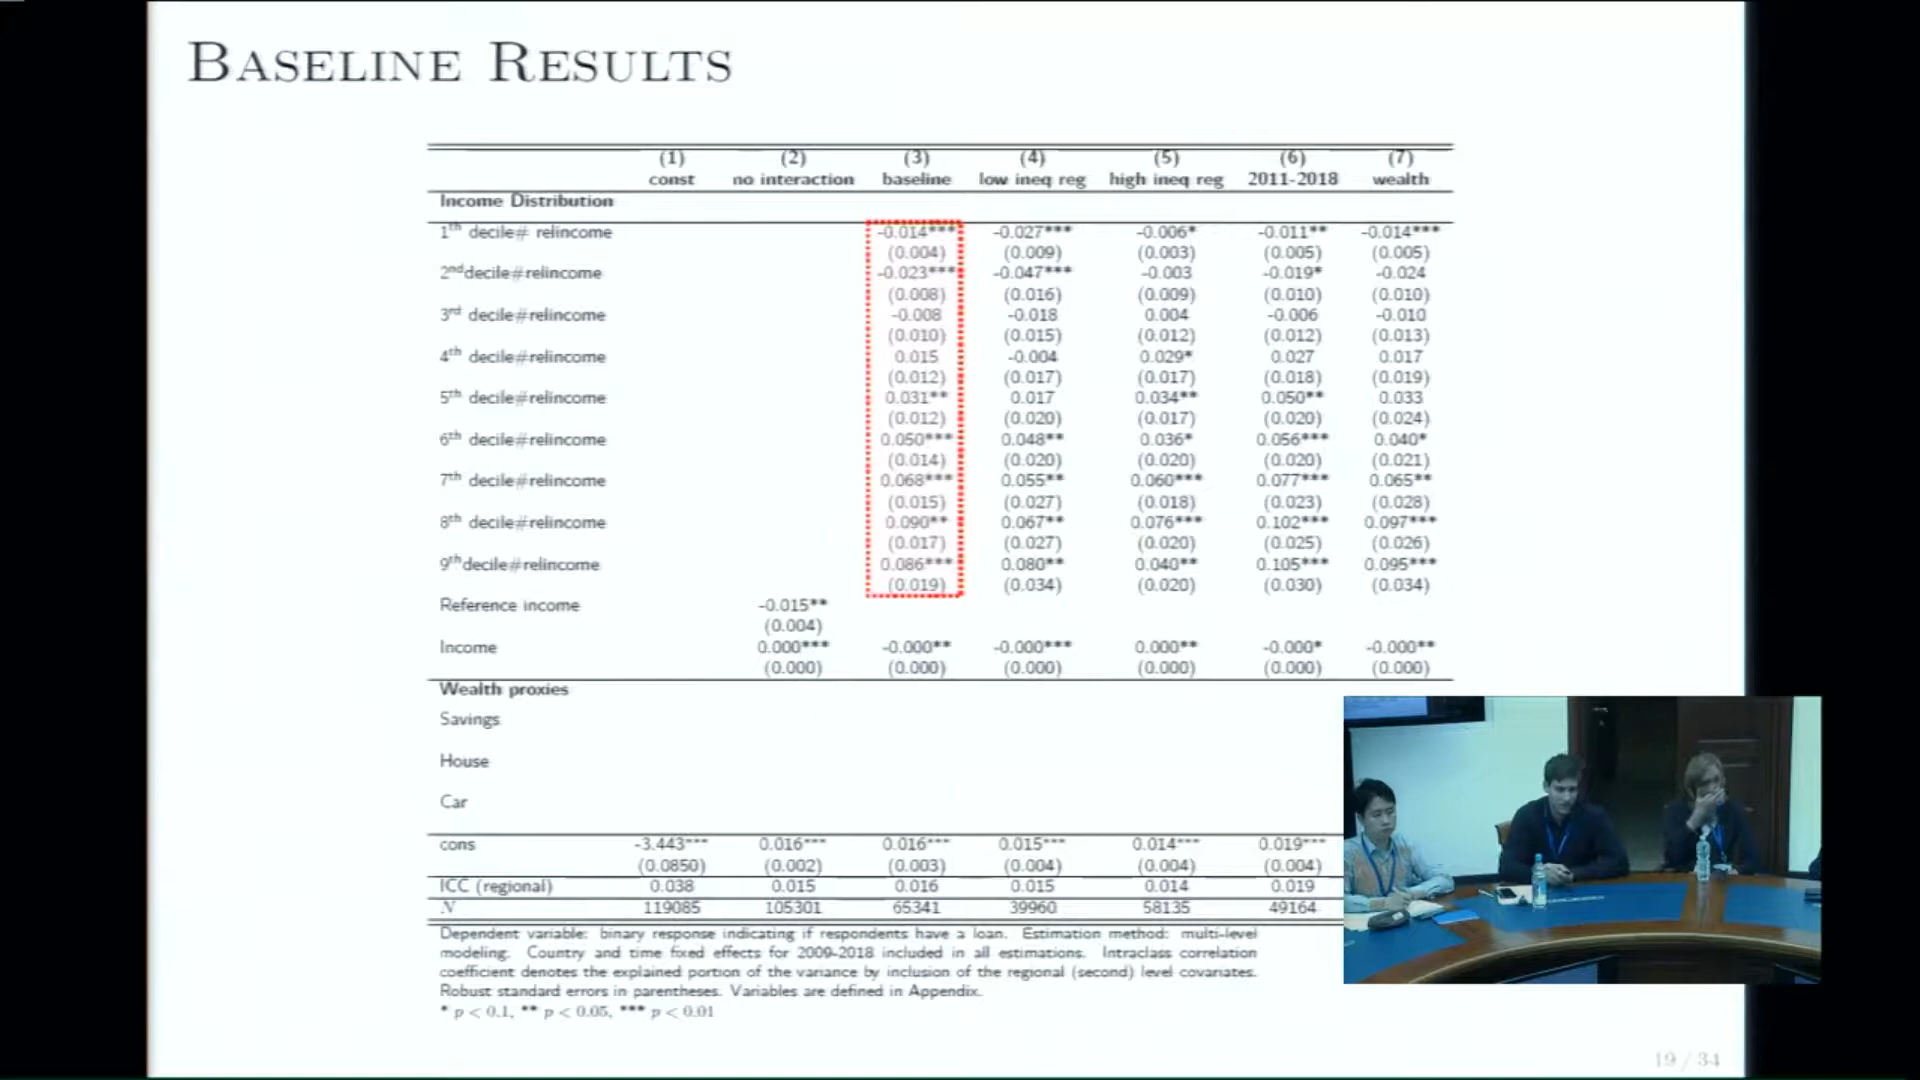 BASELINE RESULTS
(1) (2) (3) (4) (5) (6) (7)
const no interaction baseline low ineq reg high ineq reg 2011-2018 wealth
Income Distribution
1th decile# relincome -0.014*** -0.027*** -0.006* -0.011** -0.014***
(0.004) (0.009) (0.003) (0.005) (0.005)
2nddecile#relincome -0.023*** -0.047*** -0.003 -0.019* -0.024
(0.008) (0.016) (0.009) (0.010) (0.010)
3rd decile#relincome -0.008 -0.018 0.004 -0.006 -0.010
(0.010) (0.015) (0.012) (0.012) (0.013)
4th decile#relincome 0.015 -0.004 0.029* 0.027 0.017
(0.012) (0.017) (0.017) (0.018) (0.019)
5th decile#relincome 0.031** 0.017 0.034** 0.050** 0.033
(0.012) (0.020) (0.017) (0.020) (0.024)
6th decile#relincome 0.050*** 0.048** 0.036* 0.056*** 0.040*
(0.014) (0.020) (0.020) (0.020) (0.021)
7th decile#relincome 0.068*** 0.055** 0.060*** 0.077*** 0.065**
(0.015) (0.027) (0.018) (0.023) (0.028)
8th decile#relincome 0.090** 0.067** 0.076*** 0.102*** 0.097***
(0.017) (0.027) (0.020) (0.025) (0.026)
9thdecile#relincome 0.086*** 0.080** 0.040** 0.105*** 0.095***
(0.019) (0.034) (0.020) (0.030) (0.034)
Reference income -0.015**
(0.004)
Income 0.000*** -0.000** -0.000*** 0.000** -0.000* -0.000**
(0.000) (0.000) (0.000) (0.000) (0.000) (0.000)
Wealth proxies
Savings
House
Car
cons -3.443*** 0.016*** 0.016*** 0.015*** 0.014*** 0.019***
(0.0850) (0.002) (0.003) (0.004) (0.004) (0.004)
ICC (regional) 0.038 0.015 0.016 0.015 0.014 0.019
N 119085 105301 65341 39960 58135 49164
Dependent variable: binary response indicating if respondents have a loan. Estimation method: multi-level
modeling. Country and time fixed effects for 2009-2018 included in all estimations. Intraclass correlation
coefficient denotes the explained portion of the variance by inclusion of the regional (second) level covariates.
Robust standard errors in parentheses. Variables are defined in Appendix.
* p < 0.1, ** p < 0.05, *** p < 0.01
19 / 34